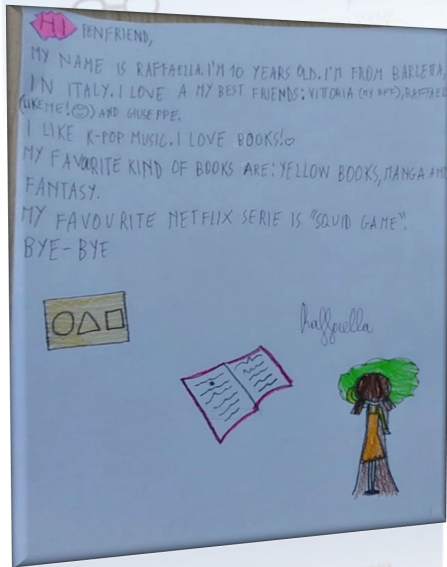 HI PENFRIEND,
MY NAME IS RAFFAELLA. I'M 10 YEARS OLD. I'M FROM BARLETTA,
IN ITALY. I LOVE A MY BEST FRIENDS: VITTORIA (MY BFF), RAFFAEL
(LIKE ME! ☺) AND GIUSEPPE.
I LIKE K-POP MUSIC. I LOVE BOOKS!♡
MY FAVOURITE KIND OF BOOKS ARE: YELLOW BOOKS, MANGA AND
FANTASY.
MY FAVOURITE NETFLIX SERIE IS "SQUID GAME".
BYE-BYE
Raffaella